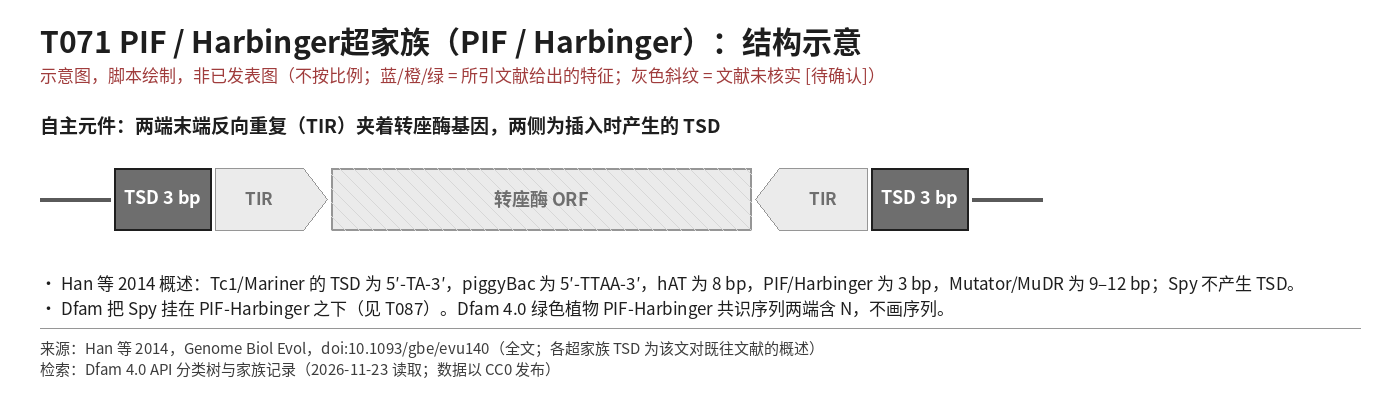 T071 PIF / Harbinger超家族（PIF / Harbinger）：结构示意
示意图，脚本绘制，非已发表图（不按比例；蓝/橙/绿 = 所引文献给出的特征；灰色斜纹 = 文献未核实 [待确认]）
自主元件：两端末端反向重复（TIR）夹着转座酶基因，两侧为插入时产生的 TSD
TSD 3 bp TIR 转座酶 ORF TIR TSD 3 bp
・ Han 等 2014 概述：Tc1/Mariner 的 TSD 为 5′-TA-3′，piggyBac 为 5′-TTAA-3′，hAT 为 8 bp，PIF/Harbinger 为 3 bp，Mutator/MuDR 为 9–12 bp；Spy 不产生 TSD。
・ Dfam 把 Spy 挂在 PIF-Harbinger 之下（见 T087）。Dfam 4.0 绿色植物 PIF-Harbinger 共识序列两端含 N，不画序列。
来源：Han 等 2014，Genome Biol Evol，doi:10.1093/gbe/evu140（全文；各超家族 TSD 为该文对既往文献的概述）
检索：Dfam 4.0 API 分类树与家族记录（2026-11-23 读取；数据以 CC0 发布）